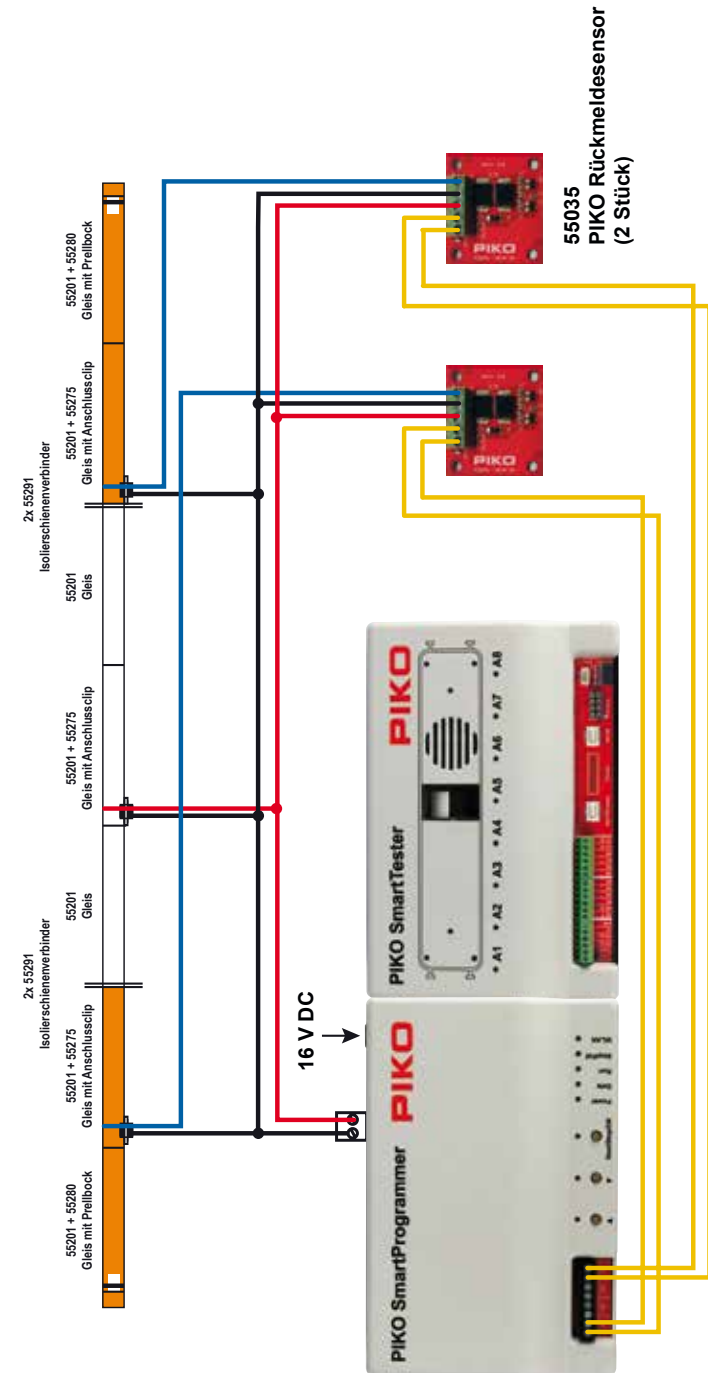 2x 55291
Isolierschienenverbinder
2x 55291
Isolierschienenverbinder
55201 + 55280
Gleis mit Prellbock
55201 + 55275
Gleis mit Anschlussclip
55201
Gleis
55201 + 55275
Gleis mit Anschlussclip
55201
Gleis
55201 + 55275
Gleis mit Anschlussclip
55201 + 55280
Gleis mit Prellbock
16 V DC
PIKO SmartProgrammer
PIKO
PIKO SmartTester
PIKO
A1 A2 A3 A4 A5 A6 A7 A8
PIKO
PIKO
55035
PIKO Rückmeldesensor
(2 Stück)